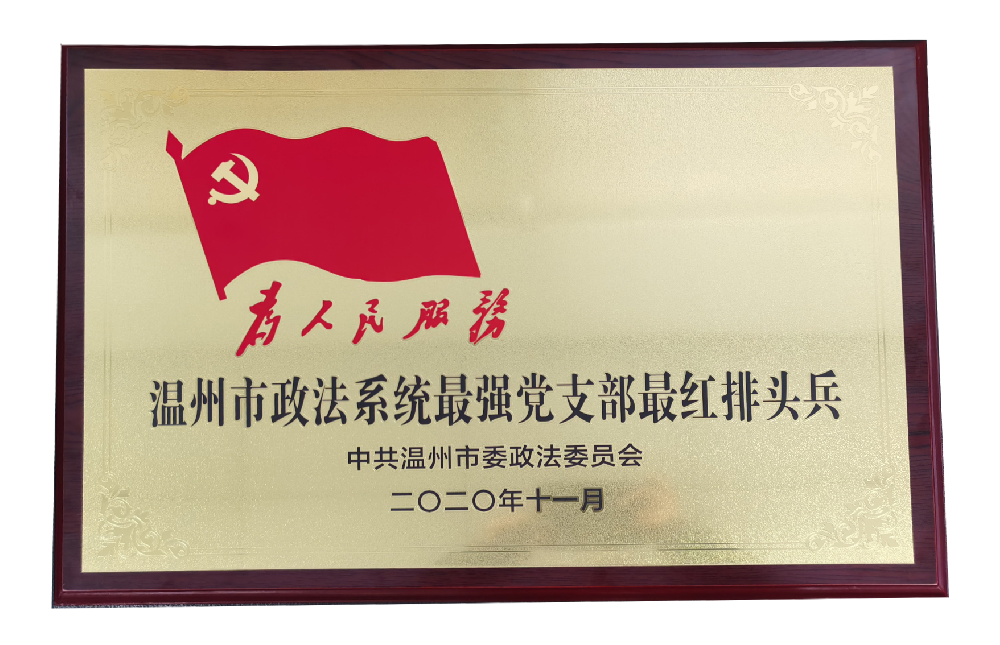 为人民服務
温州市政法系统最强党支部最红排头兵
中共温州市委政法委员会
二〇二〇年十一月